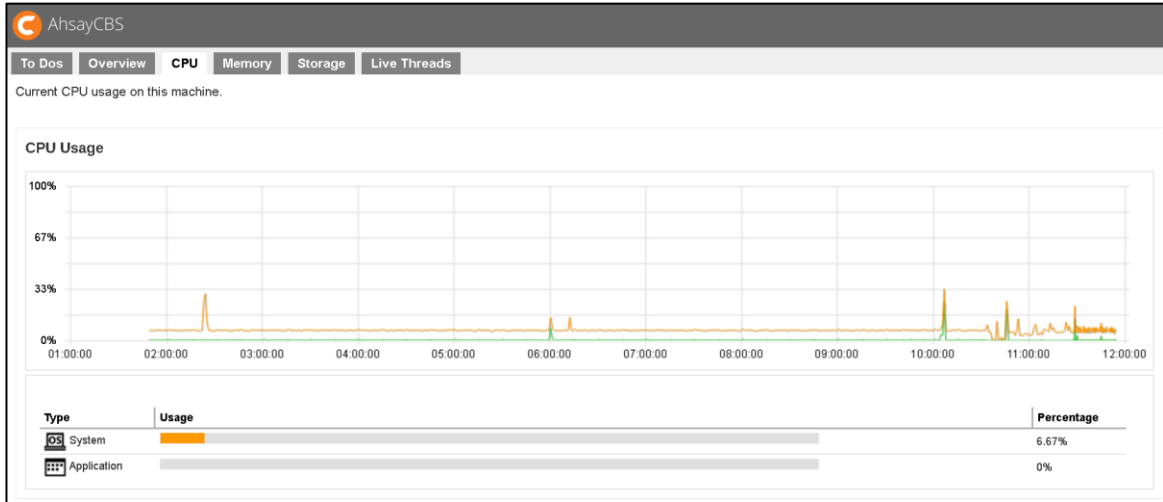 AhsayCBS
To Dos Overview CPU Memory Storage Live Threads
Current CPU usage on this machine.
CPU Usage
100%
67%
33%
0%
01:00:00 02:00:00 03:00:00 04:00:00 05:00:00 06:00:00 07:00:00 08:00:00 09:00:00 10:00:00 11:00:00 12:00:00
Type Usage Percentage
OS System 6.67%
Application 0%